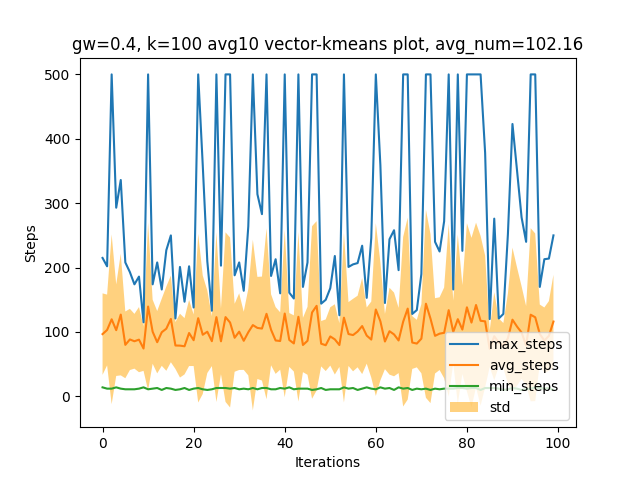 gw=0.4, k=100 avg10 vector-kmeans plot, avg_num=102.16
500
400
300
200
100
0
Steps
max_steps
avg_steps
min_steps
std
0 20 40 60 80 100
Iterations